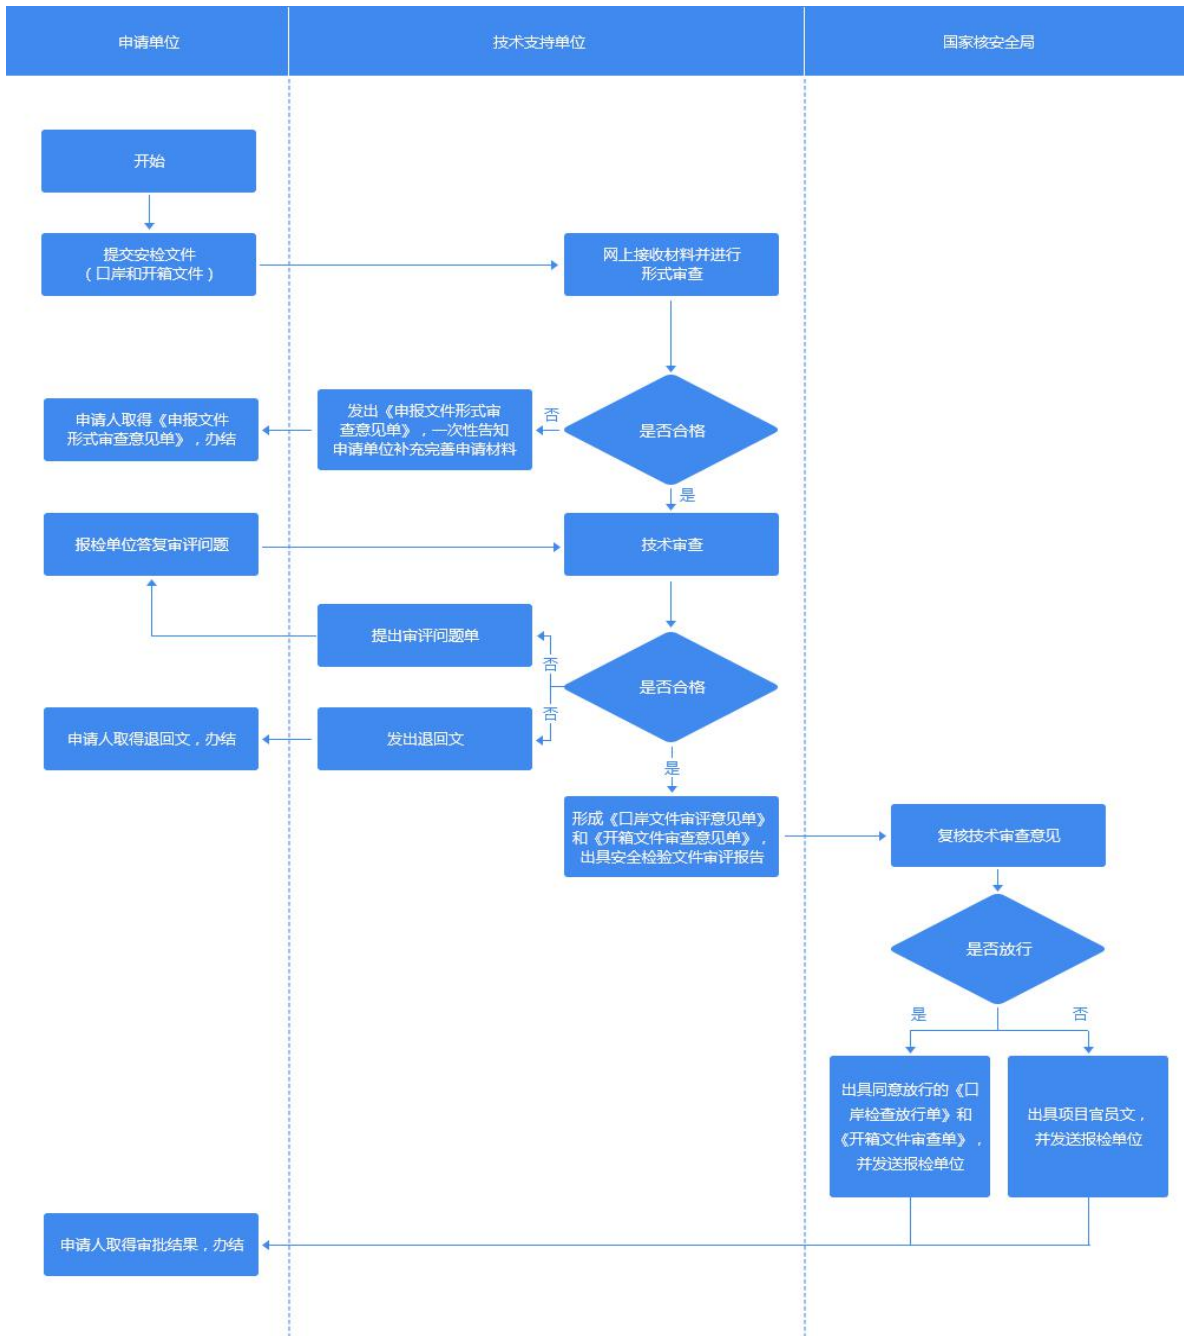 申请单位
技术支持单位
国家核安全局
开始
提交安检文件
（口岸和开箱文件）
网上接收材料并进行
形式审查
申请人取得《申报文件
形式审查意见单》，办结
发出《申报文件形式审
查意见单》，一次性告知
申请单位补充完善申请材料
否
是否合格
是
报检单位答复审评问题
技术审查
提出审评问题单
否
是否合格
否
申请人取得退回文，办结
发出退回文
是
形成《口岸文件审评意见单》
和《开箱文件审查意见单》，
出具安全检验文件审评报告
复核技术审查意见
是否放行
是
否
出具同意放行的《口
岸检查放行单》和
《开箱文件审查单》，
并发送报检单位
出具项目官员文，
并发送报检单位
申请人取得审批结果，办结